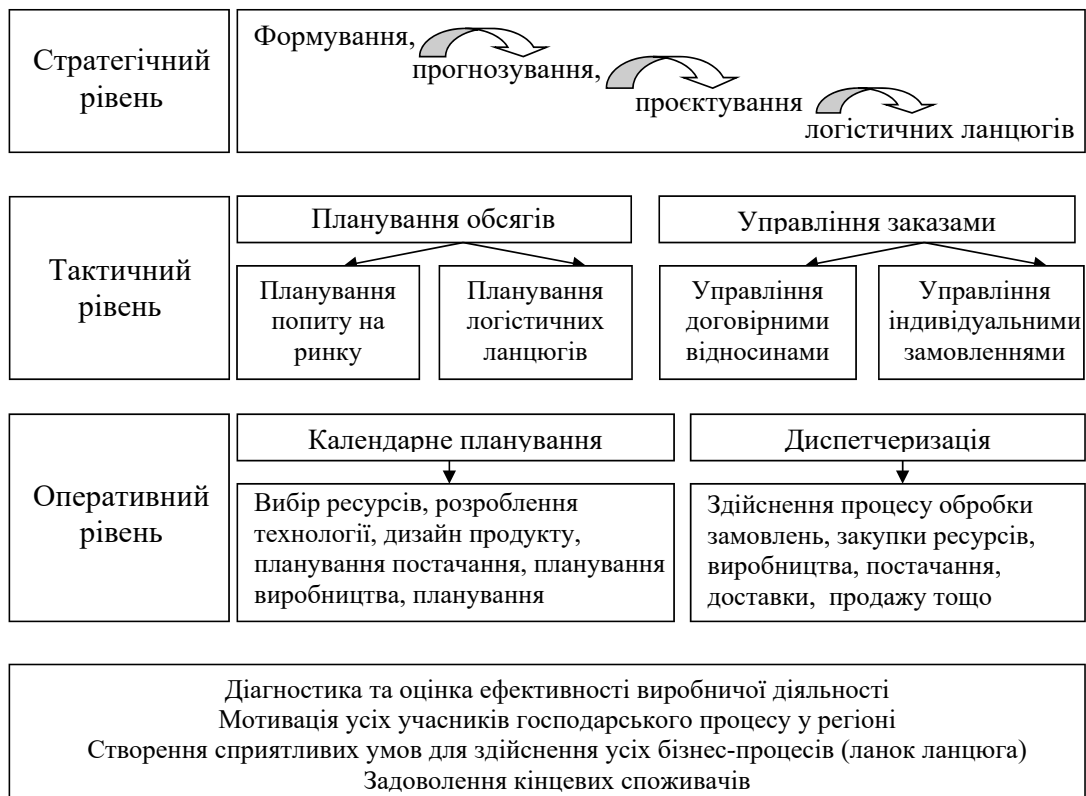 Стратегічний
рівень
Формування,
прогнозування,
проєктування
логістичних ланцюгів
Тактичний
рівень
Планування обсягів
Управління заказами
Планування
попиту на
ринку
Планування
логістичних
ланцюгів
Управління
договірними
відносинами
Управління
індивідуальними
замовленнями
Оперативний
рівень
Календарне планування
Диспетчеризація
Вибір ресурсів, розроблення
технології, дизайн продукту,
планування постачання, планування
виробництва, планування
Здійснення процесу обробки
замовлень, закупки ресурсів,
виробництва, постачання,
доставки,  продажу тощо
Діагностика та оцінка ефективності виробничої діяльності
Мотивація усіх учасників господарського процесу у регіоні
Створення сприятливих умов для здійснення усіх бізнес-процесів (ланок ланцюга)
Задоволення кінцевих споживачів